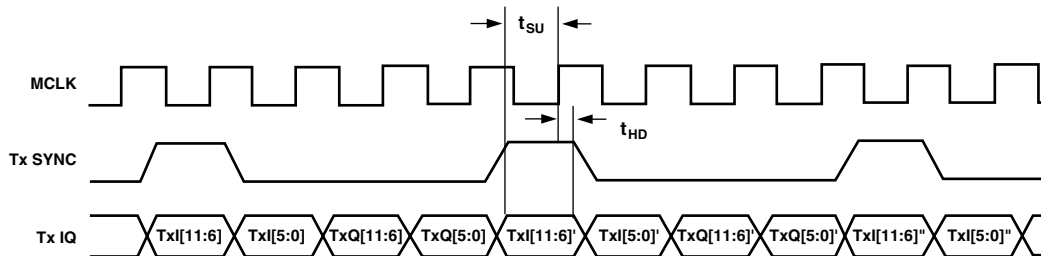 tSU
MCLK
tHD
Tx SYNC
Tx IQ TxI[11:6] TxI[5:0] TxQ[11:6] TxQ[5:0] TxI[11:6]' TxI[5:0]' TxQ[11:6]' TxQ[5:0]' TxI[11:6]" TxI[5:0]"